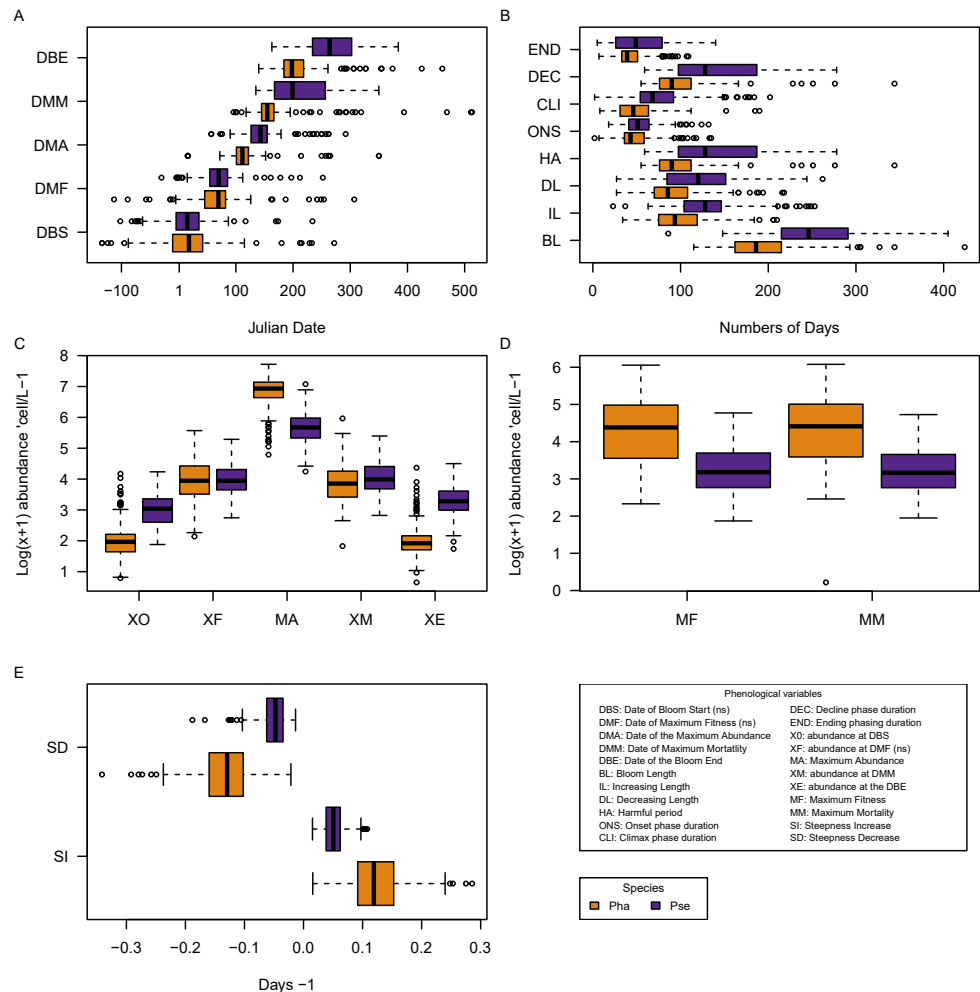 A
DBE
DMM
DMA
DMF
DBS
−100 1 100 200 300 400 500
Julian Date
B
END
DEC
CLI
ONS
HA
DL
IL
BL
0 100 200 300 400
Numbers of Days
C
Log(x+1) abundance 'cell/L−1
8
7
6
5
4
3
2
1
XO XF MA XM XE
D
Log(x+1) abundance 'cell/L−1
6
5
4
3
2
1
0
MF MM
E
SD
SI
−0.3 −0.2 −0.1 0.0 0.1 0.2 0.3
Days −1
Phenological variables
DBS: Date of Bloom Start (ns)
DMF: Date of Maximum Fitness (ns)
DMA: Date of the Maximum Abundance
DMM: Date of Maximum Mortatlity
DBE: Date of the Bloom End
BL: Bloom Length
IL: Increasing Length
DL: Decreasing Length
HA: Harmful period
ONS: Onset phase duration
CLI: Climax phase duration
DEC: Decline phase duration
END: Ending phasing duration
X0: abundance at DBS
XF: abundance at DMF (ns)
MA: Maximum Abundance
XM: abundance at DMM
XE: abundance at the DBE
MF: Maximum Fitness
MM: Maximum Mortality
SI: Steepness Increase
SD: Steepness Decrease
Species
Pha Pse